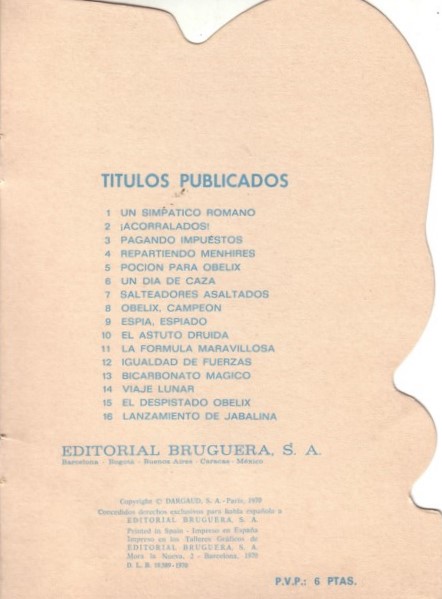 TITULOS PUBLICADOS
1 UN SIMPATICO ROMANO
2 ¡ACORRALADOS!
3 PAGANDO IMPUESTOS
4 REPARTIENDO MENHIRES
5 POCION PARA OBELIX
6 UN DIA DE CAZA
7 SALTEADORES ASALTADOS
8 OBELIX, CAMPEON
9 ESPIA, ESPIADO
10 EL ASTUTO DRUIDA
11 LA FORMULA MARAVILLOSA
12 IGUALDAD DE FUERZAS
13 BICARBONATO MAGICO
14 VIAJE LUNAR
15 EL DESPISTADO OBELIX
16 LANZAMIENTO DE JABALINA
EDITORIAL BRUGUERA, S. A.
Barcelona - Bogotá - Buenos Aires - Caracas - México
Copyright © DARGAUD, S. A.-París, 1970
Concedidos derechos exclusivos para habla española a
EDITORIAL BRUGUERA, S. A.
Printed in Spain - Impreso en España
Impreso en los Talleres Gráficos de
EDITORIAL BRUGUERA, S. A.
Mora la Nueva, 2 - Barcelona, 1970
D. L. B -1970
P.V.P.: 6 PTAS.